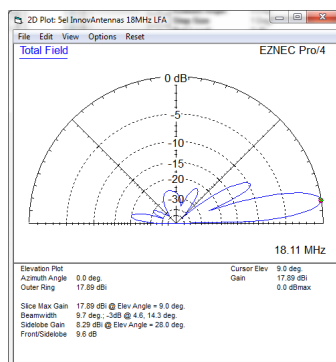 2D Plot: 5el InnovAntennas 18MHz LFA
File Edit View Options Reset
Total Field
EZNEC Pro/4
0 dB
-5
-10
-15
-20
-30
18.11 MHz
Elevation Plot
Azimuth Angle 0.0 deg.
Outer Ring 17.89 dBi
Cursor Elev 9.0 deg.
Gain 17.89 dBi
0.0 dBmax
Slice Max Gain 17.89 dBi @ Elev Angle = 9.0 deg.
Beamwidth 9.7 deg.; -3dB @ 4.6, 14.3 deg.
Sidelobe Gain 8.29 dBi @ Elev Angle = 28.0 deg.
Front/Sidelobe 9.6 dB